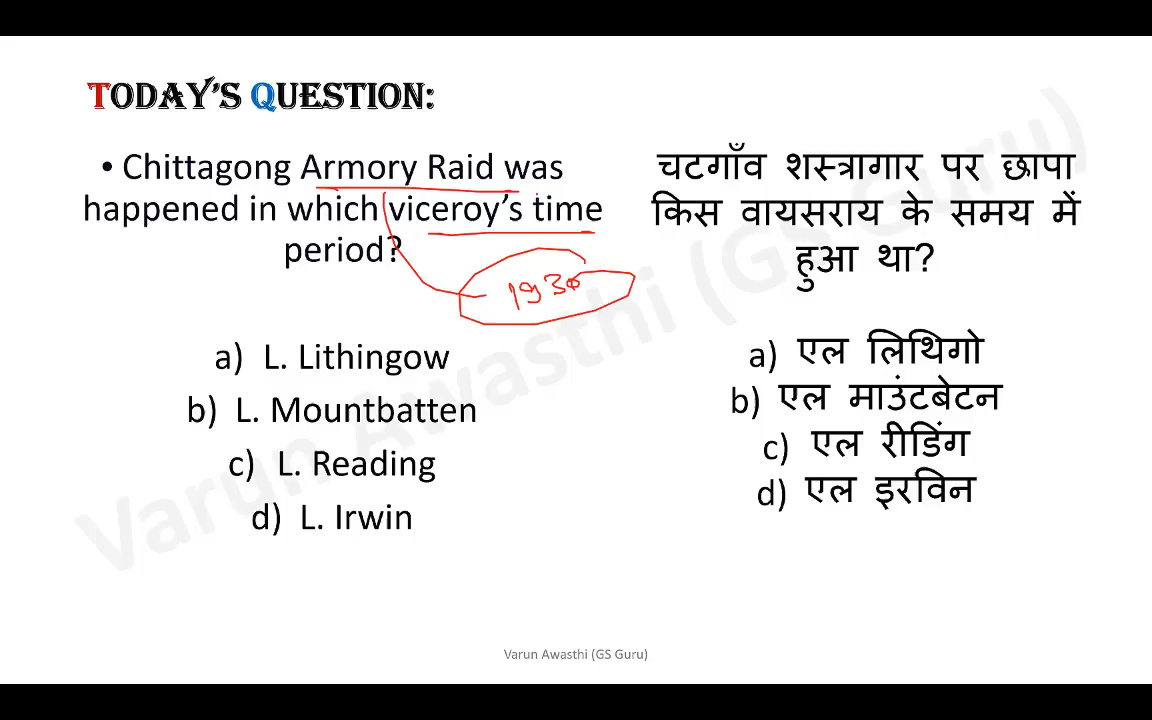 TODAY'S QUESTION:
• Chittagong Armory Raid was
happened in which viceroy's time
period?
1930
a) L. Lithingow
b) L. Mountbatten
c) L. Reading
d) L. Irwin
चटगाँव शस्त्रागार पर छापा
किस वायसराय के समय में
हुआ था?
a) एल लिथिगो
b) एल माउंटबेटन
c) एल रीडिंग
d) एल इरविन
Varun Awasthi (GS Guru)
Varun Awasthi (GS Guru)